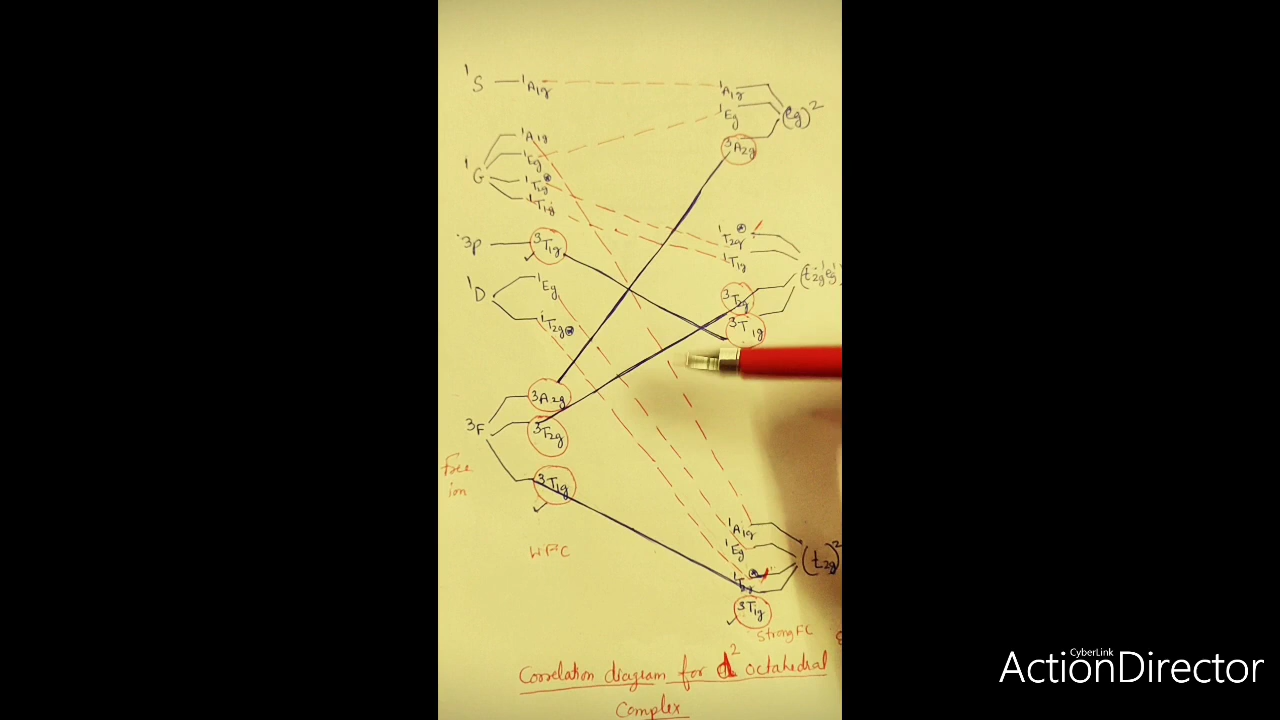 ¹S ¹A₁g ¹A₁g
¹Eg (eg)²
¹A₁g ³A₂g
¹G ¹Eg
¹T₂g
¹T₁g ¹T₂g
³P ³T₁g ¹T₁g
(t₂g¹eg¹)
¹D ¹Eg ³T₂g
¹T₂g ³T₁g
³A₂g
³F ³T₂g
Free
ion ³T₁g
¹A₁g
WFC ¹Eg (t₂g)²
¹T₂g
³T₁g
Strong FC
Correlation diagram for d² octahedral
Complex
CyberLink
ActionDirector